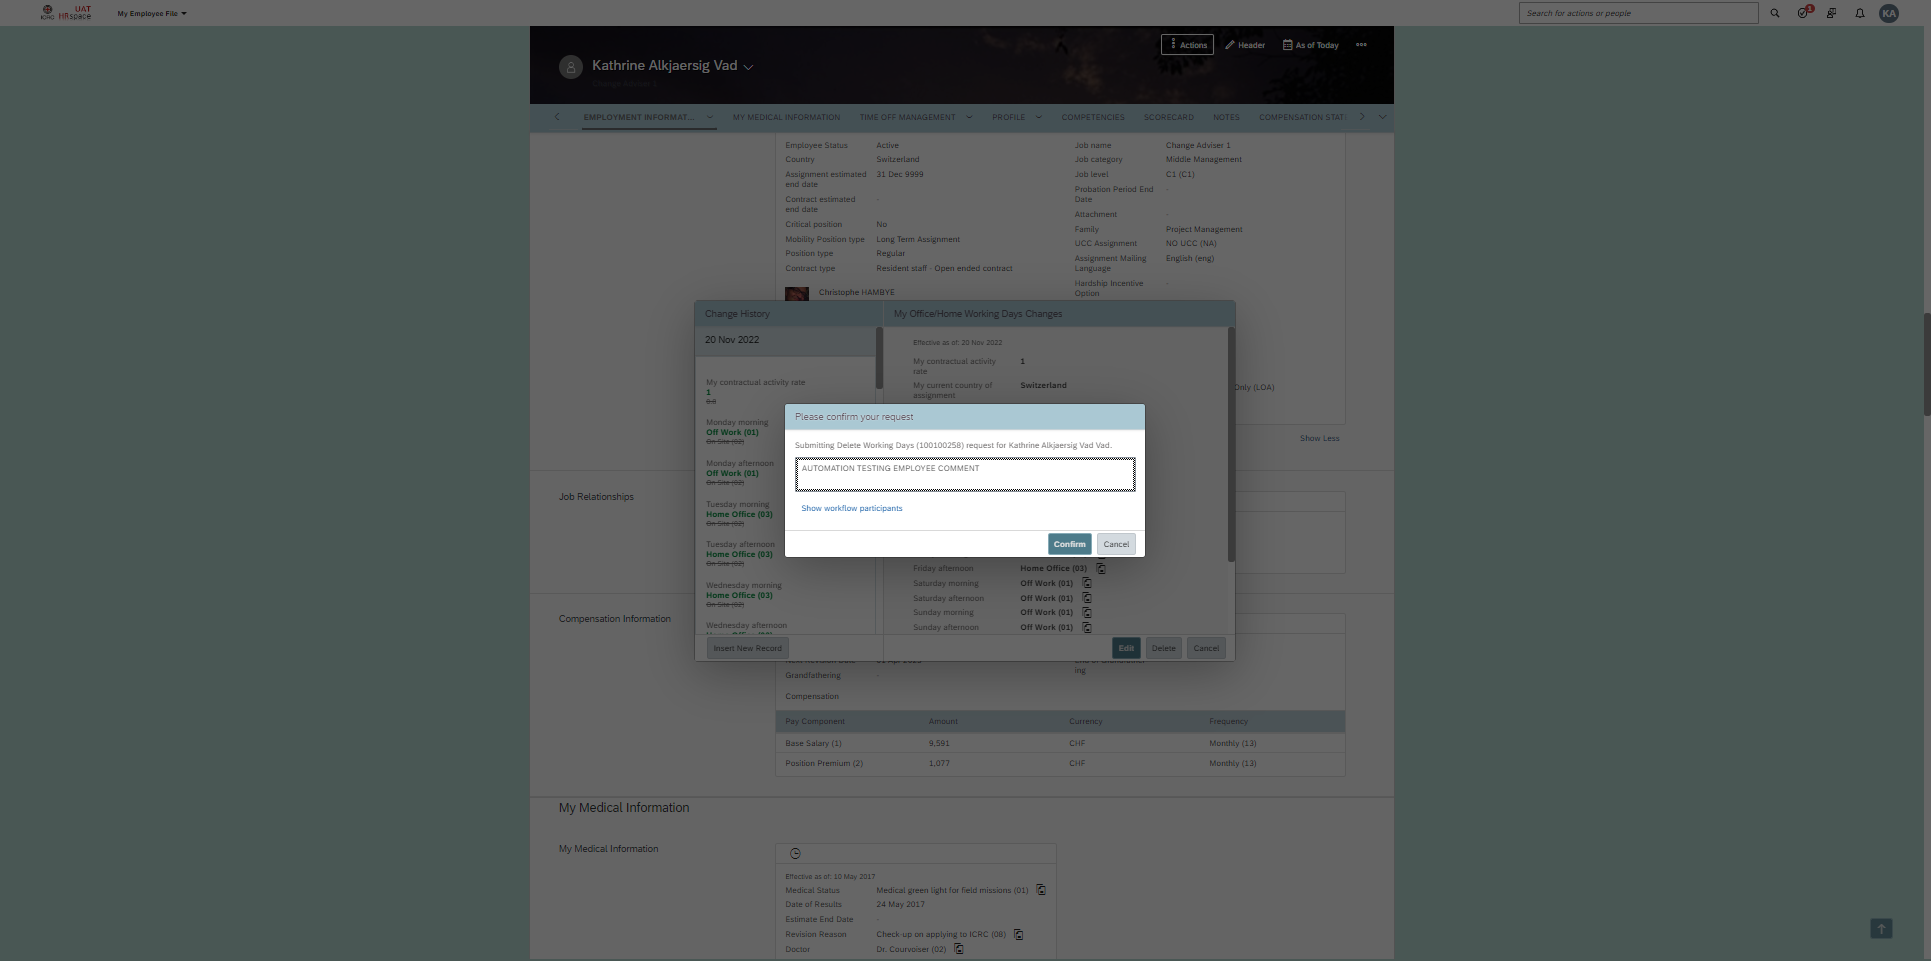 ICRC
UAT
HRspace
My Employee File
Search for actions or people
1
KA
Actions
Header
As of Today
Kathrine Alkjaersig Vad
Change Adviser 1
EMPLOYMENT INFORMAT...
MY MEDICAL INFORMATION
TIME OFF MANAGEMENT
PROFILE
COMPETENCIES
SCORECARD
NOTES
COMPENSATION STAT
Employee Status Active
Country Switzerland
Assignment estimated end date 31 Dec 9999
Contract estimated end date -
Critical position No
Mobility Position type Long Term Assignment
Position type Regular
Contract type Resident staff - Open ended contract
Christophe HAMBYE
Job name Change Adviser 1
Job category Middle Management
Job level C1 (C1)
Probation Period End Date -
Attachment -
Family Project Management
UCC Assignment NO UCC (NA)
Assignment Mailing Language English (eng)
Hardship Incentive Option -
Only (LOA)
Show Less
Change History
20 Nov 2022
My contractual activity rate
1
0.8
Monday morning
Off Work (01)
On Site (02)
Monday afternoon
Off Work (01)
On Site (02)
Tuesday morning
Home Office (03)
On Site (02)
Tuesday afternoon
Home Office (03)
On Site (02)
Wednesday morning
Home Office (03)
On Site (02)
Wednesday afternoon
Insert New Record
My Office/Home Working Days Changes
Effective as of: 20 Nov 2022
My contractual activity rate 1
My current country of assignment Switzerland
Please confirm your request
Submitting Delete Working Days (100100258) request for Kathrine Alkjaersig Vad Vad.
AUTOMATION TESTING EMPLOYEE COMMENT
Show workflow participants
Confirm
Cancel
Friday afternoon Home Office (03)
Saturday morning Off Work (01)
Saturday afternoon Off Work (01)
Sunday morning Off Work (01)
Sunday afternoon Off Work (01)
Edit
Delete
Cancel
Job Relationships
Compensation Information
ing
Grandfathering -
Compensation
Pay Component Amount Currency Frequency
Base Salary (1) 9,591 CHF Monthly (13)
Position Premium (2) 1,077 CHF Monthly (13)
My Medical Information
My Medical Information
Effective as of: 10 May 2017
Medical Status Medical green light for field missions (01)
Date of Results 24 May 2017
Estimate End Date -
Revision Reason Check-up on applying to ICRC (08)
Doctor Dr. Courvoiser (02)